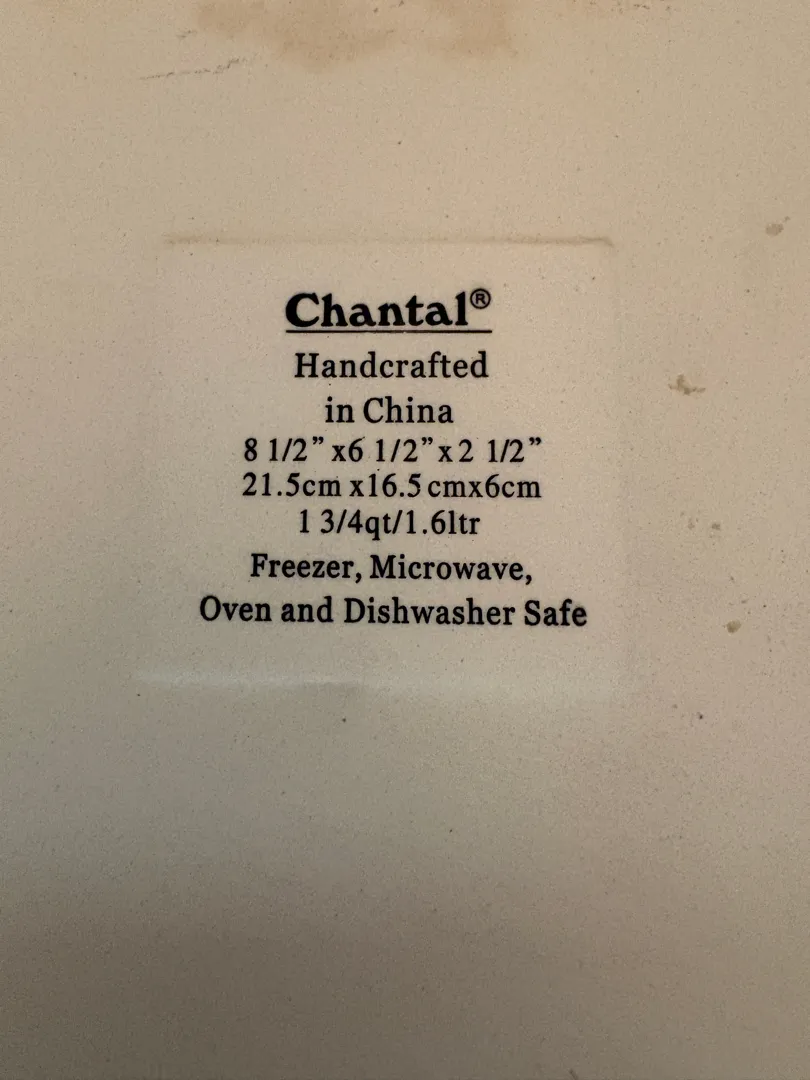 Chantal®
Handcrafted
in China
8 1/2” x6 1/2” x 2 1/2”
21.5cm x16.5 cmx6cm
1 3/4qt/1.6ltr
Freezer, Microwave,
Oven and Dishwasher Safe